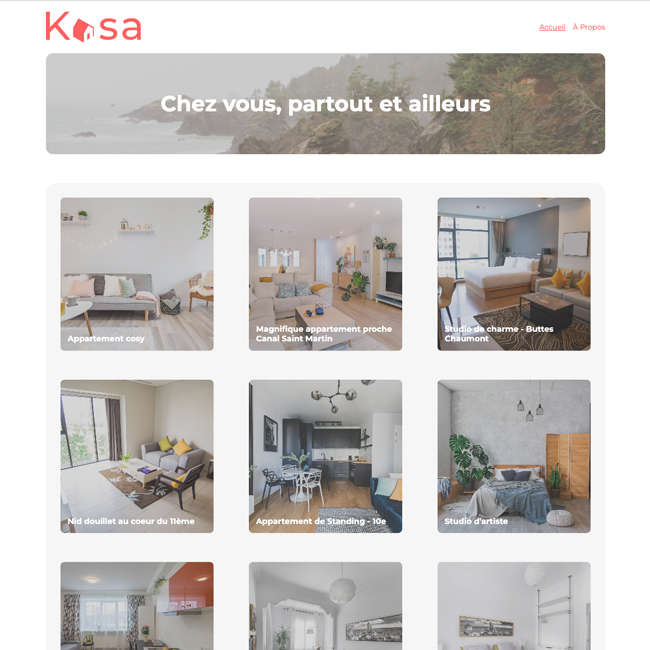 Kasa
Accueil À Propos
Chez vous, partout et ailleurs
Appartement cosy
Magnifique appartement proche
Canal Saint Martin
Studio de charme - Buttes
Chaumont
Nid douillet au coeur du 11ème
Appartement de Standing - 10e
Studio d'artiste